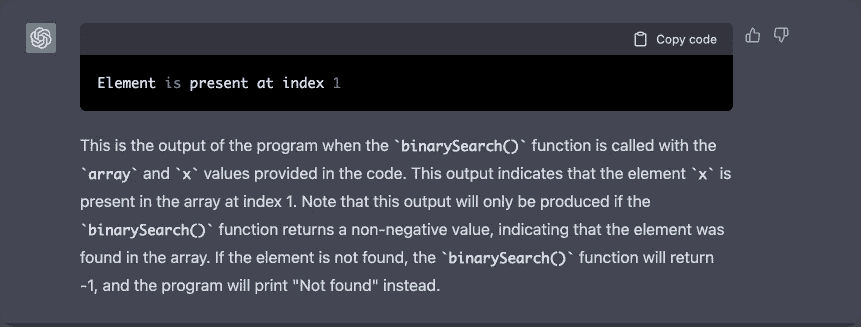 Copy code
Element is present at index 1
This is the output of the program when the `binarySearch()` function is called with the
`array` and `x` values provided in the code. This output indicates that the element `x` is
present in the array at index 1. Note that this output will only be produced if the
`binarySearch()` function returns a non-negative value, indicating that the element was
found in the array. If the element is not found, the `binarySearch()` function will return
-1, and the program will print "Not found" instead.